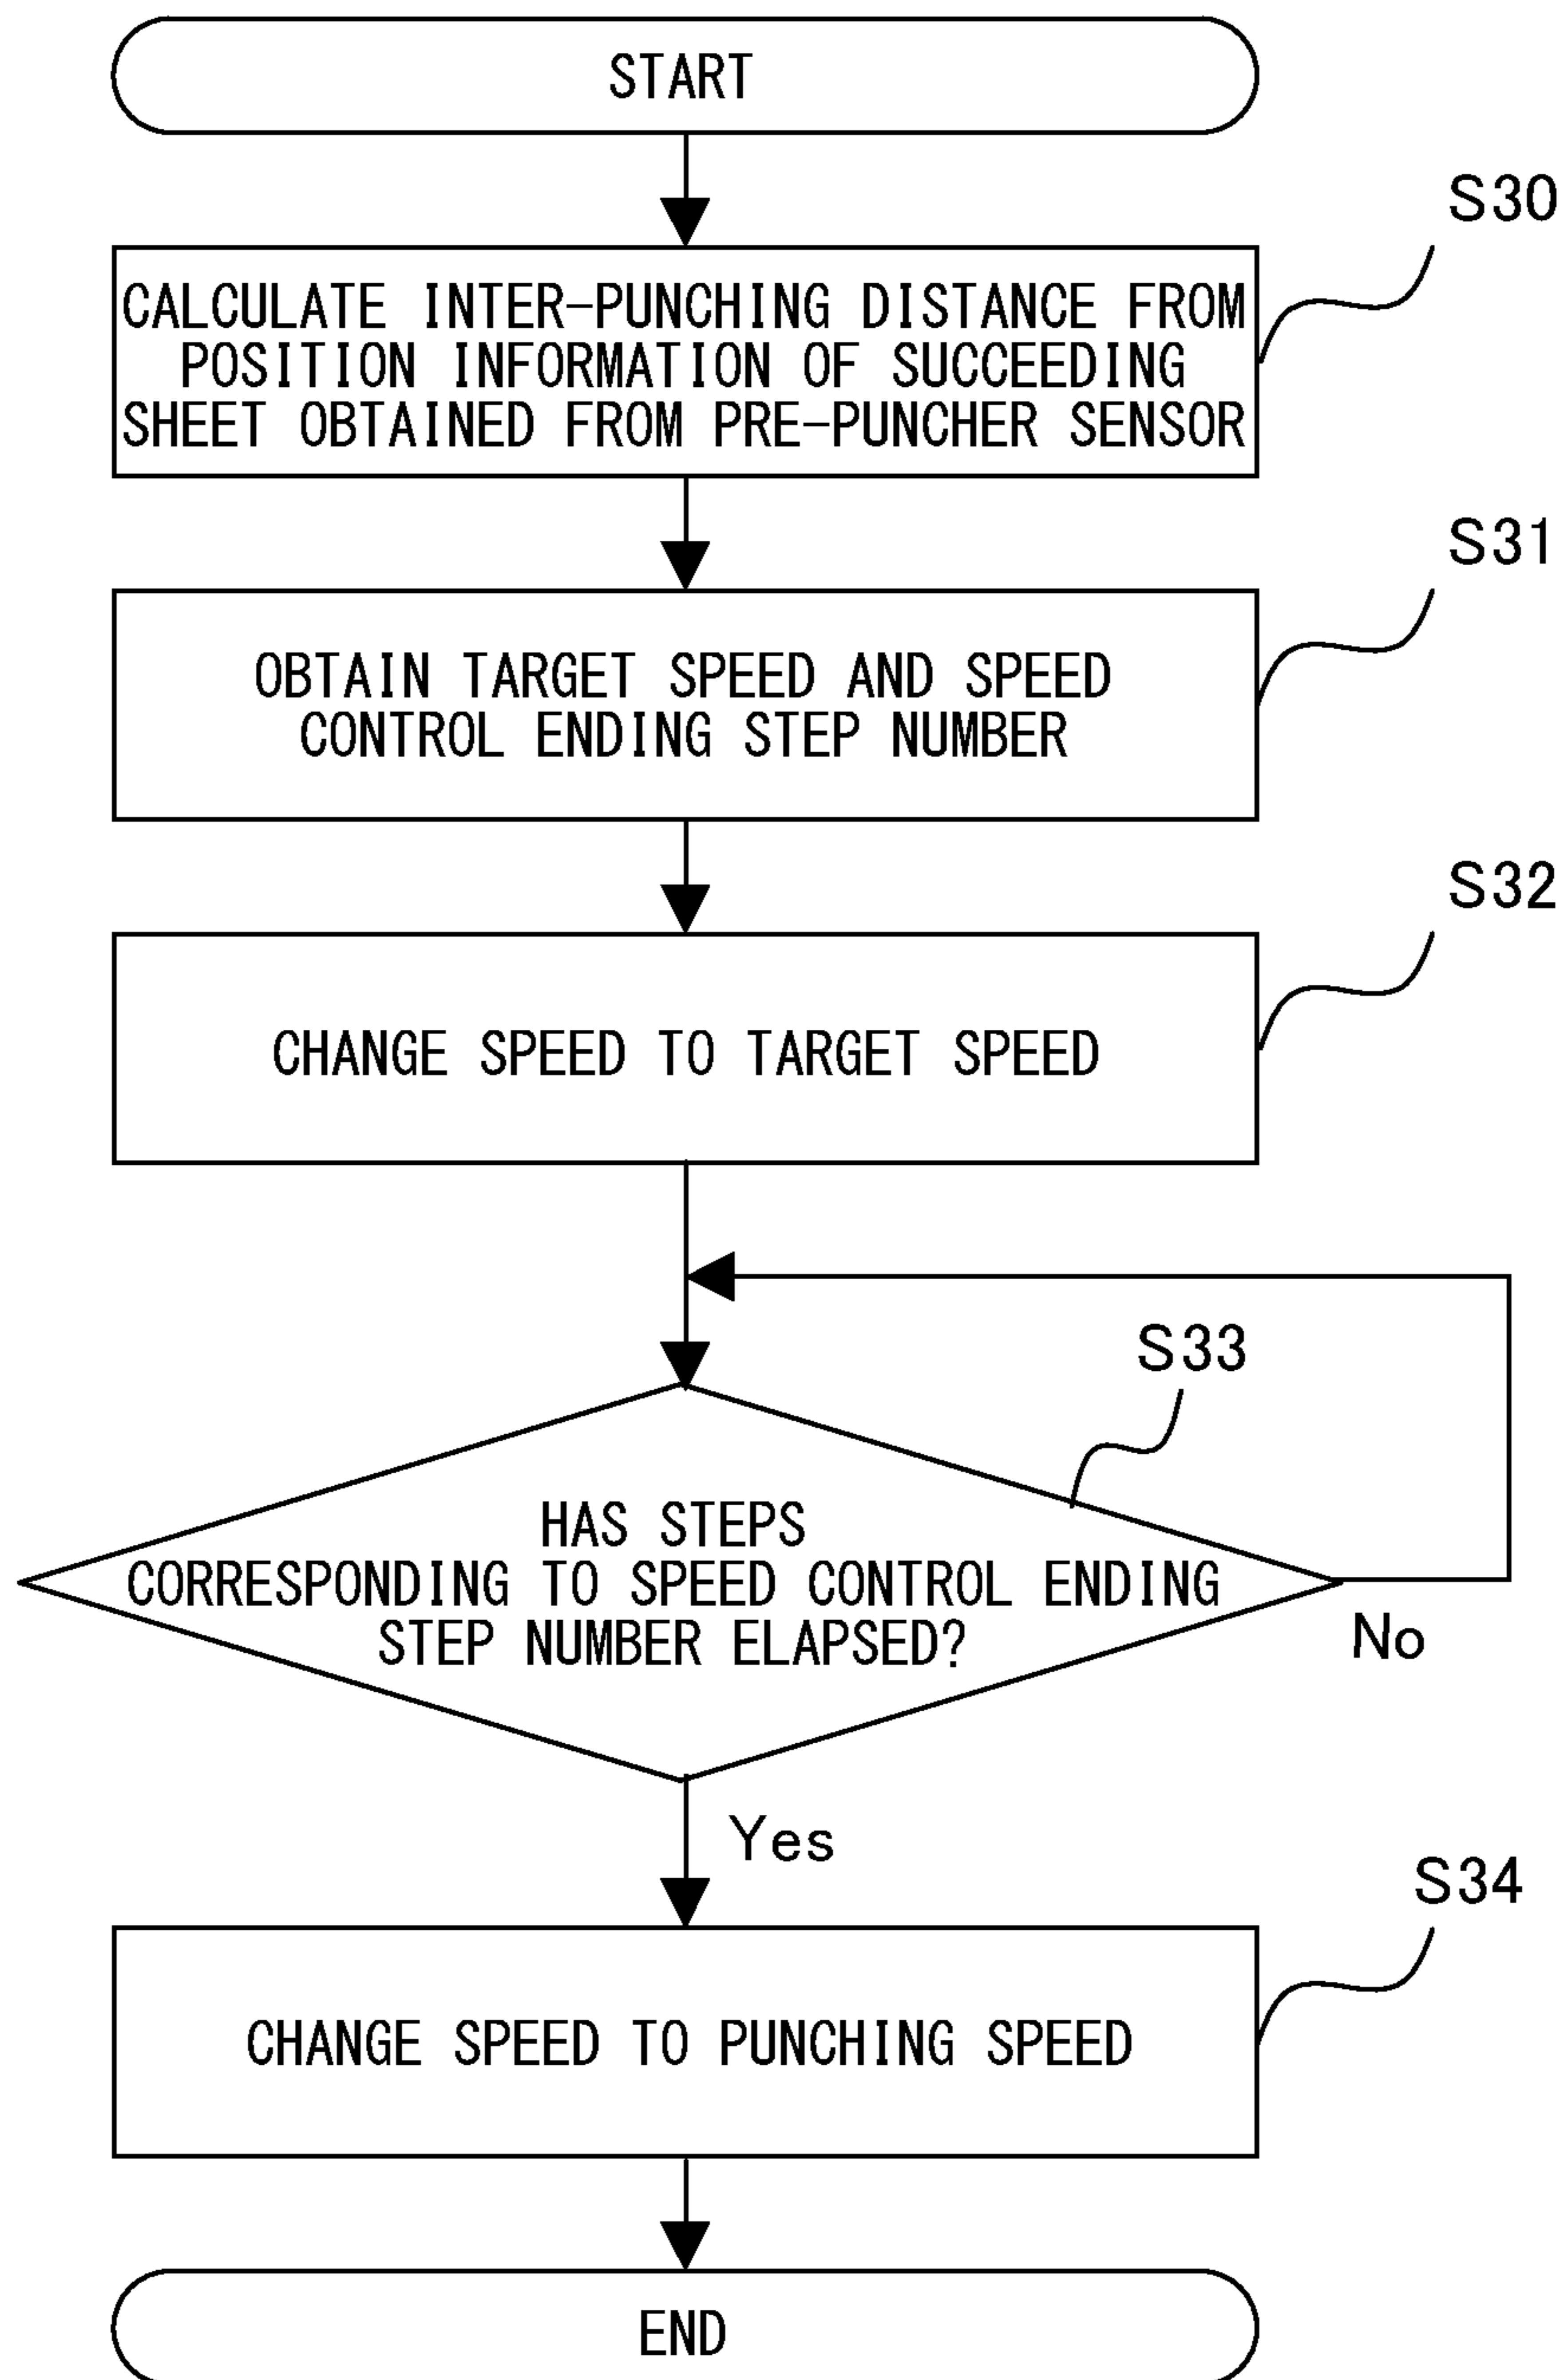 START
S30
CALCULATE INTER-PUNCHING DISTANCE FROM
POSITION INFORMATION OF SUCCEEDING
SHEET OBTAINED FROM PRE-PUNCHER SENSOR
S31
OBTAIN TARGET SPEED AND SPEED
CONTROL ENDING STEP NUMBER
S32
CHANGE SPEED TO TARGET SPEED
S33
HAS STEPS
CORRESPONDING TO SPEED CONTROL ENDING
STEP NUMBER ELAPSED?
No
Yes
S34
CHANGE SPEED TO PUNCHING SPEED
END